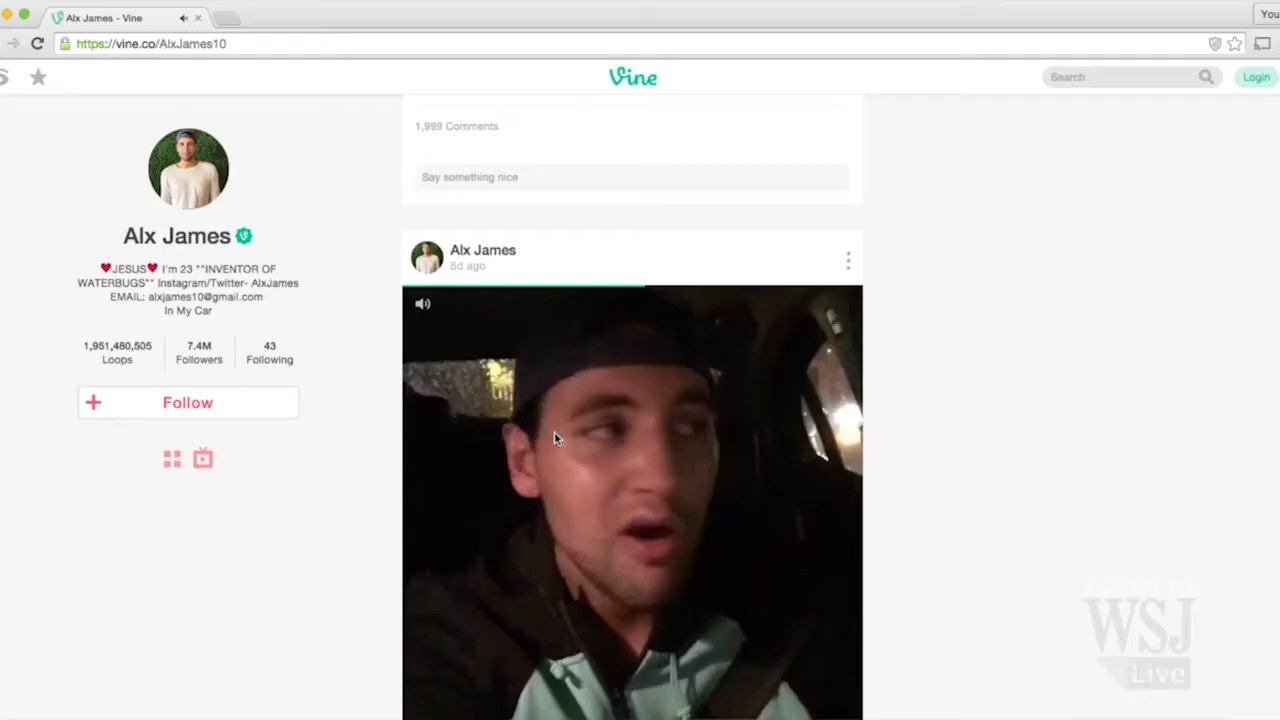 Alx James - Vine
You
https://vine.co/AlxJames10
Vine
Search
Login
1,999 Comments
Say something nice
Alx James
JESUS I'm 23 **INVENTOR OF
WATERBUGS** Instagram/Twitter- AlxJames
EMAIL: alxjames10@gmail.com
In My Car
1,951,480,505
Loops
7.4M
Followers
43
Following
Follow
Alx James
5d ago
WSJ
Live